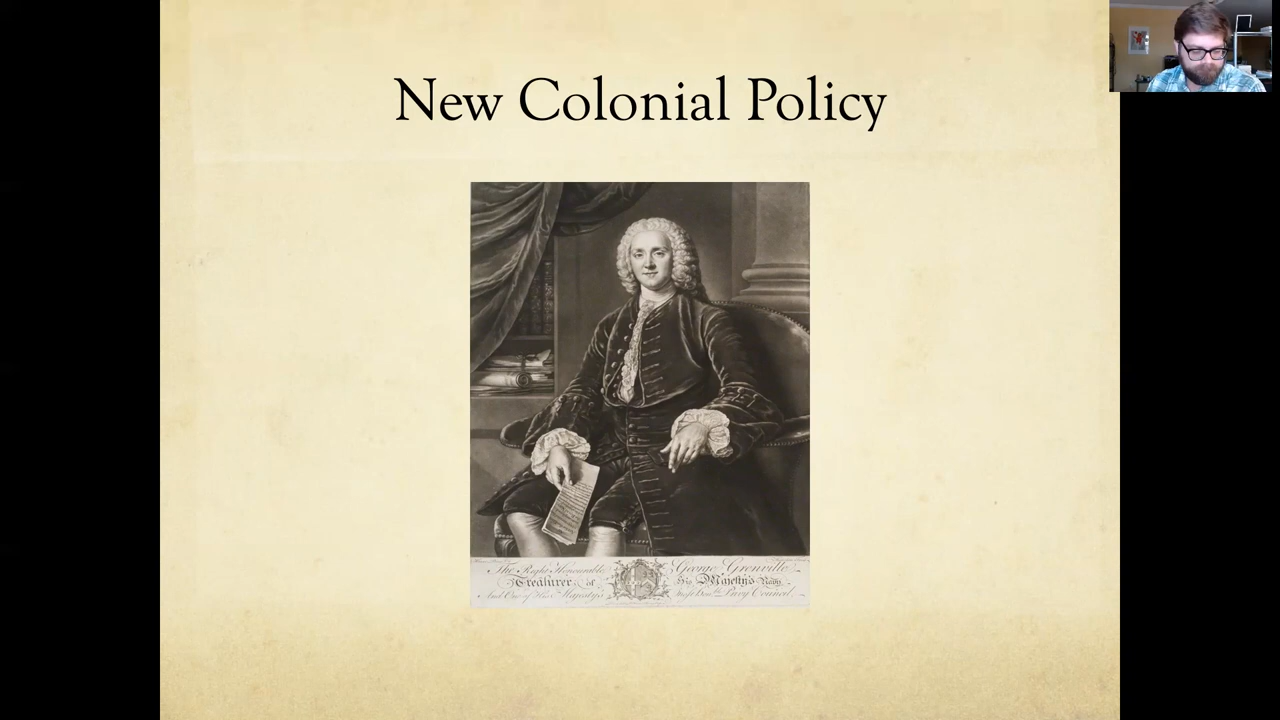 New Colonial Policy
The Right Honourable George Grenville
Treasurer of His Majesty's Navy
And One of His Majesty's Most Honble. Privy Council